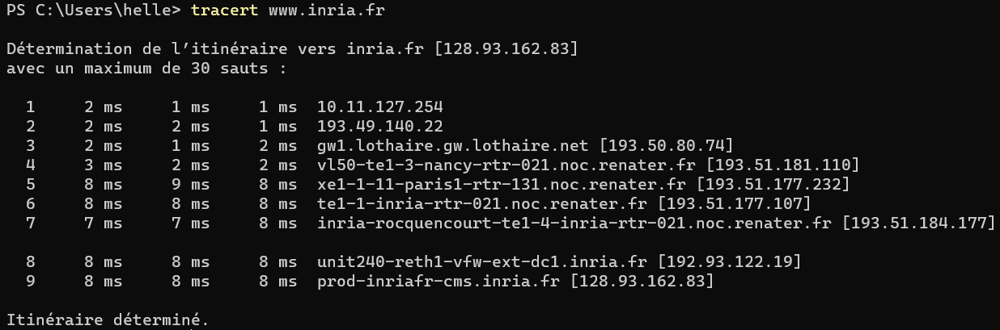 PS C:\Users\helle> tracert www.inria.fr
Détermination de l’itinéraire vers inria.fr [128.93.162.83]
avec un maximum de 30 sauts :
1 2 ms 1 ms 1 ms 10.11.127.254
2 2 ms 2 ms 1 ms 193.49.140.22
3 2 ms 1 ms 2 ms gw1.lothaire.gw.lothaire.net [193.50.80.74]
4 3 ms 2 ms 2 ms vl50-te1-3-nancy-rtr-021.noc.renater.fr [193.51.181.110]
5 8 ms 9 ms 8 ms xe1-1-11-paris1-rtr-131.noc.renater.fr [193.51.177.232]
6 8 ms 8 ms 8 ms te1-1-inria-rtr-021.noc.renater.fr [193.51.177.107]
7 7 ms 7 ms 8 ms inria-rocquencourt-te1-4-inria-rtr-021.noc.renater.fr [193.51.184.177]
8 8 ms 8 ms 8 ms unit240-reth1-vfw-ext-dc1.inria.fr [192.93.122.19]
9 8 ms 8 ms 8 ms prod-inriafr-cms.inria.fr [128.93.162.83]
Itinéraire déterminé.